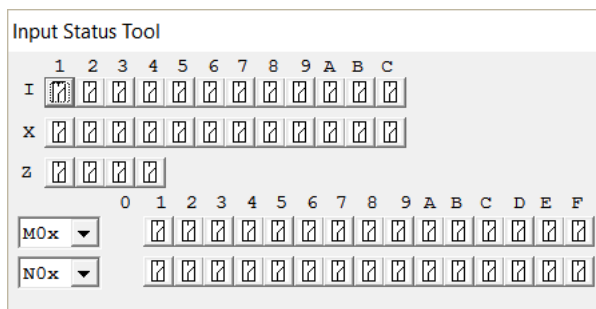 Input Status Tool
1 2 3 4 5 6 7 8 9 A B C
I
X
Z
0 1 2 3 4 5 6 7 8 9 A B C D E F
M0x
N0x